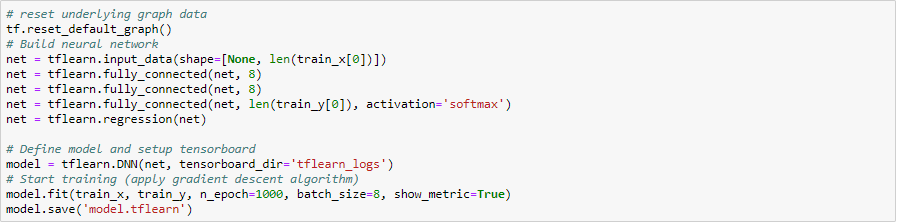 # reset underlying graph data
tf.reset_default_graph()
# Build neural network
net = tflearn.input_data(shape=[None, len(train_x[0])])
net = tflearn.fully_connected(net, 8)
net = tflearn.fully_connected(net, 8)
net = tflearn.fully_connected(net, len(train_y[0]), activation='softmax')
net = tflearn.regression(net)

# Define model and setup tensorboard
model = tflearn.DNN(net, tensorboard_dir='tflearn_logs')
# Start training (apply gradient descent algorithm)
model.fit(train_x, train_y, n_epoch=1000, batch_size=8, show_metric=True)
model.save('model.tflearn')